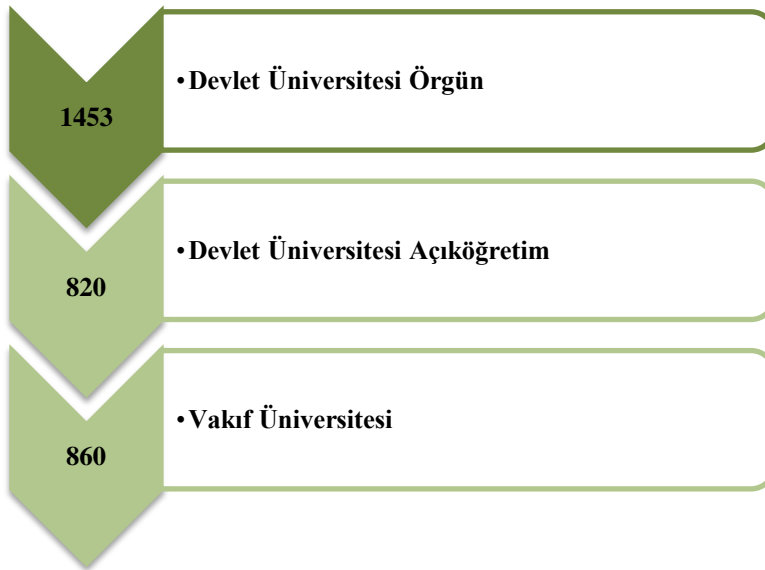 1453
•Devlet Üniversitesi Örgün
820
•Devlet Üniversitesi Açıköğretim
860
•Vakıf Üniversitesi